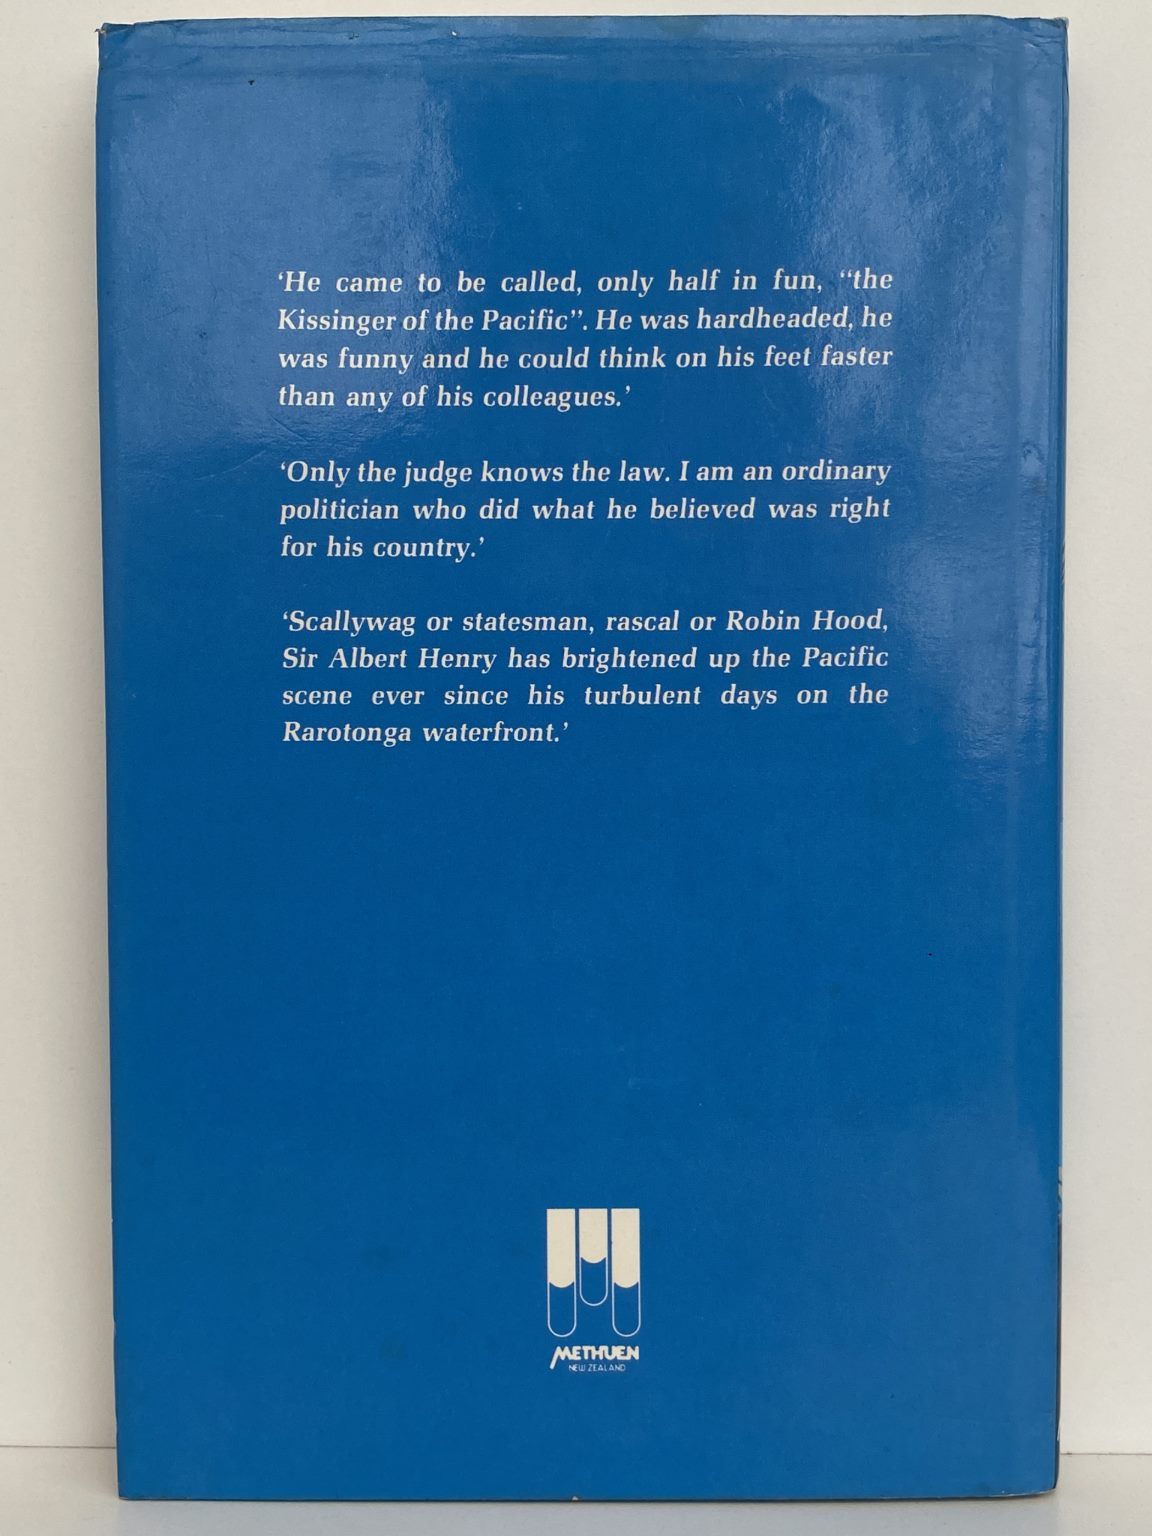 ‘He came to be called, only half in fun, “the
Kissinger of the Pacific”. He was hardheaded, he
was funny and he could think on his feet faster
than any of his colleagues.’
‘Only the judge knows the law. I am an ordinary
politician who did what he believed was right
for his country.’
‘Scallywag or statesman, rascal or Robin Hood,
Sir Albert Henry has brightened up the Pacific
scene ever since his turbulent days on the
Rarotonga waterfront.’
METHUEN
NEW ZEALAND